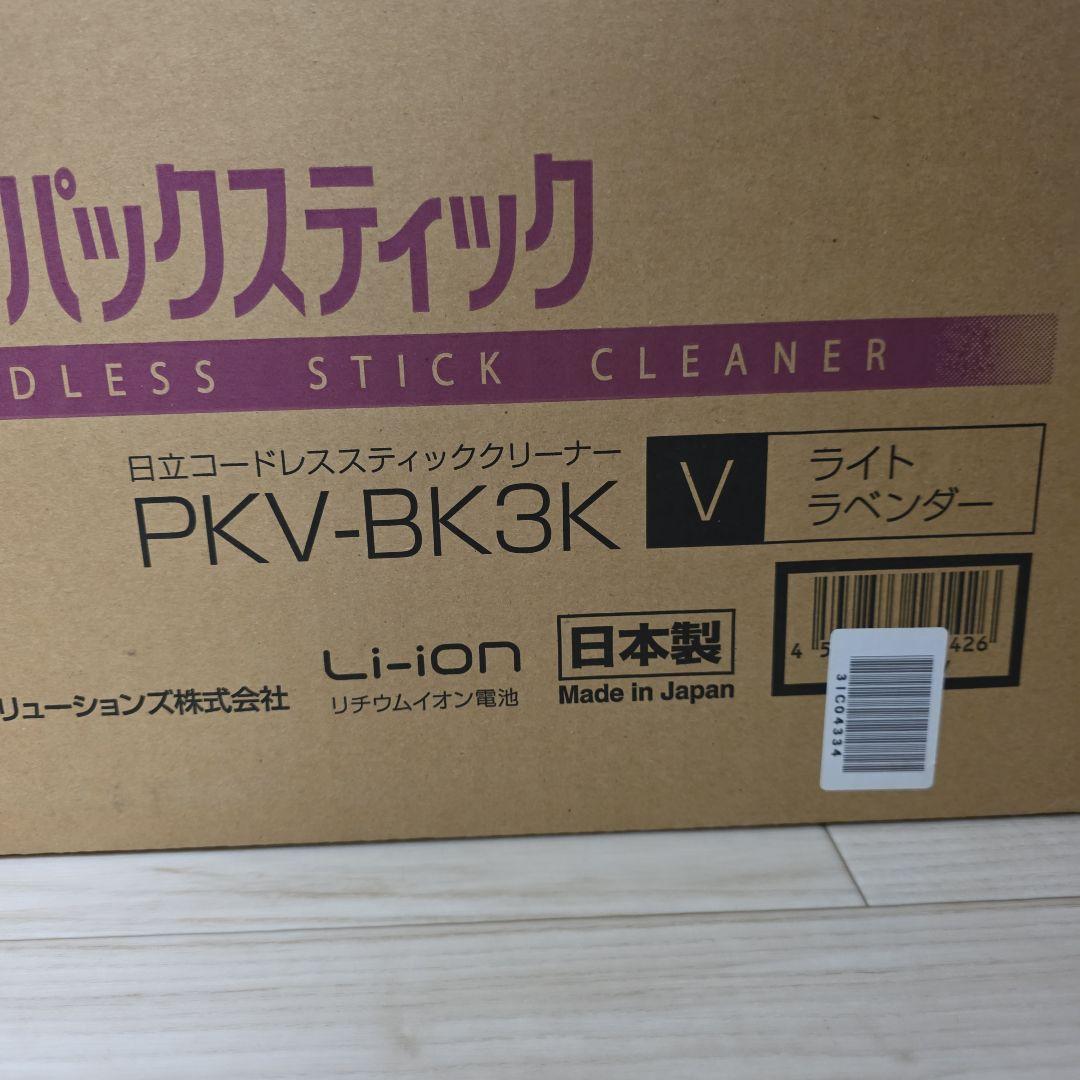 パックスティック
DLESS STICK CLEANER
日立コードレススティッククリーナー
PKV-BK3K
V
ライト
ラベンダー
リューションズ株式会社
Li-ion
リチウムイオン電池
日本製
Made in Japan
4 5 426
3IC04334